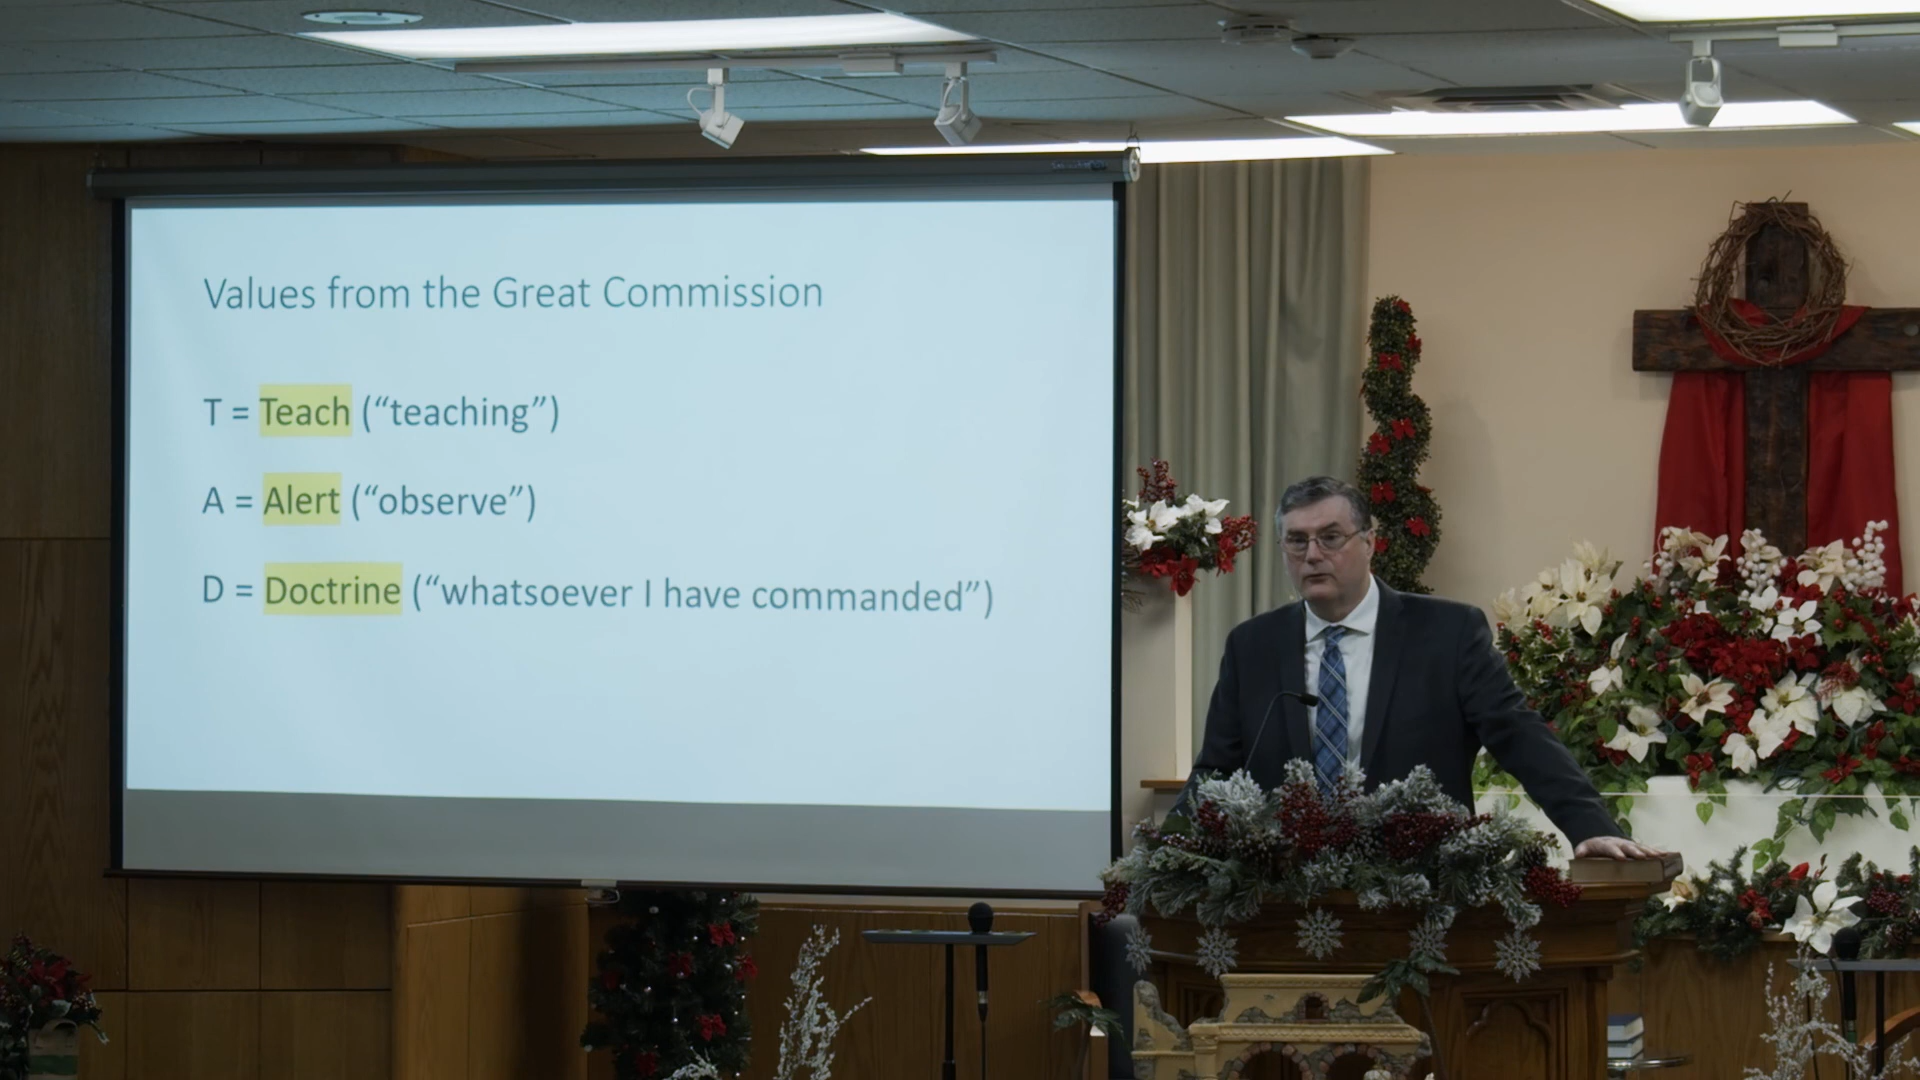 Values from the Great Commission
T = Teach (“teaching”)
A = Alert (“observe”)
D = Doctrine (“whatsoever I have commanded”)